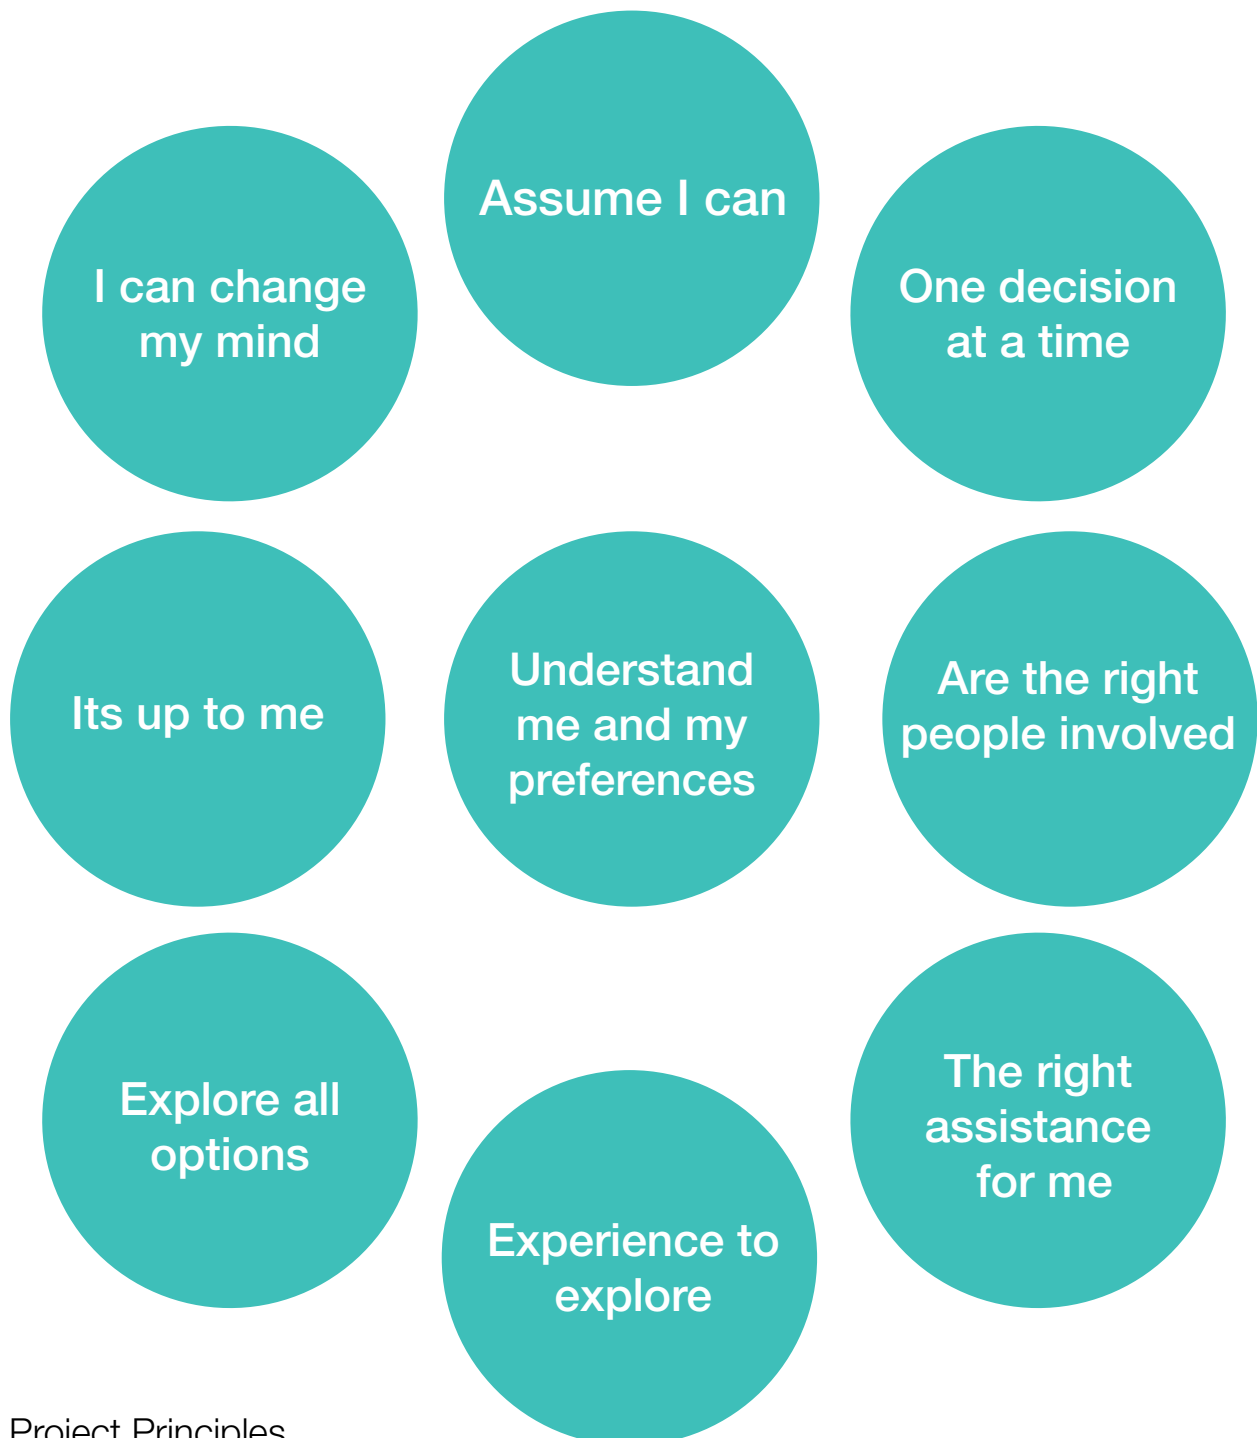 Assume I can
I can change
my mind
One decision
at a time
Its up to me
Understand
me and my
preferences
Are the right
people involved
Explore all
options
The right
assistance
for me
Experience to
explore
Project Principles